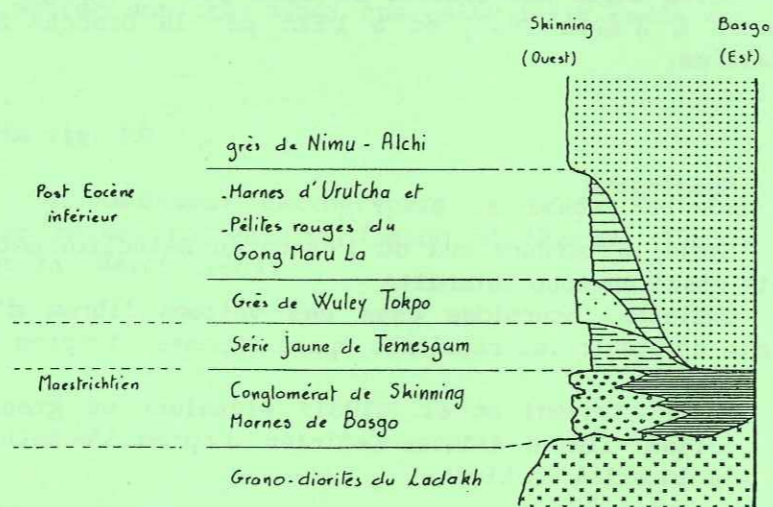 Skinning
(Ouest)
Basgo
(Est)
grès de Nimu - Alchi
Post Eocène
inférieur
-Marnes d'Urutcha et
-Pélites rouges du
Gong Maru La
Grès de Wuley Tokpo
Série jaune de Temesgam
Maestrichtien
Conglomérat de Skinning
Marnes de Basgo
Grano-diorites du Ladakh